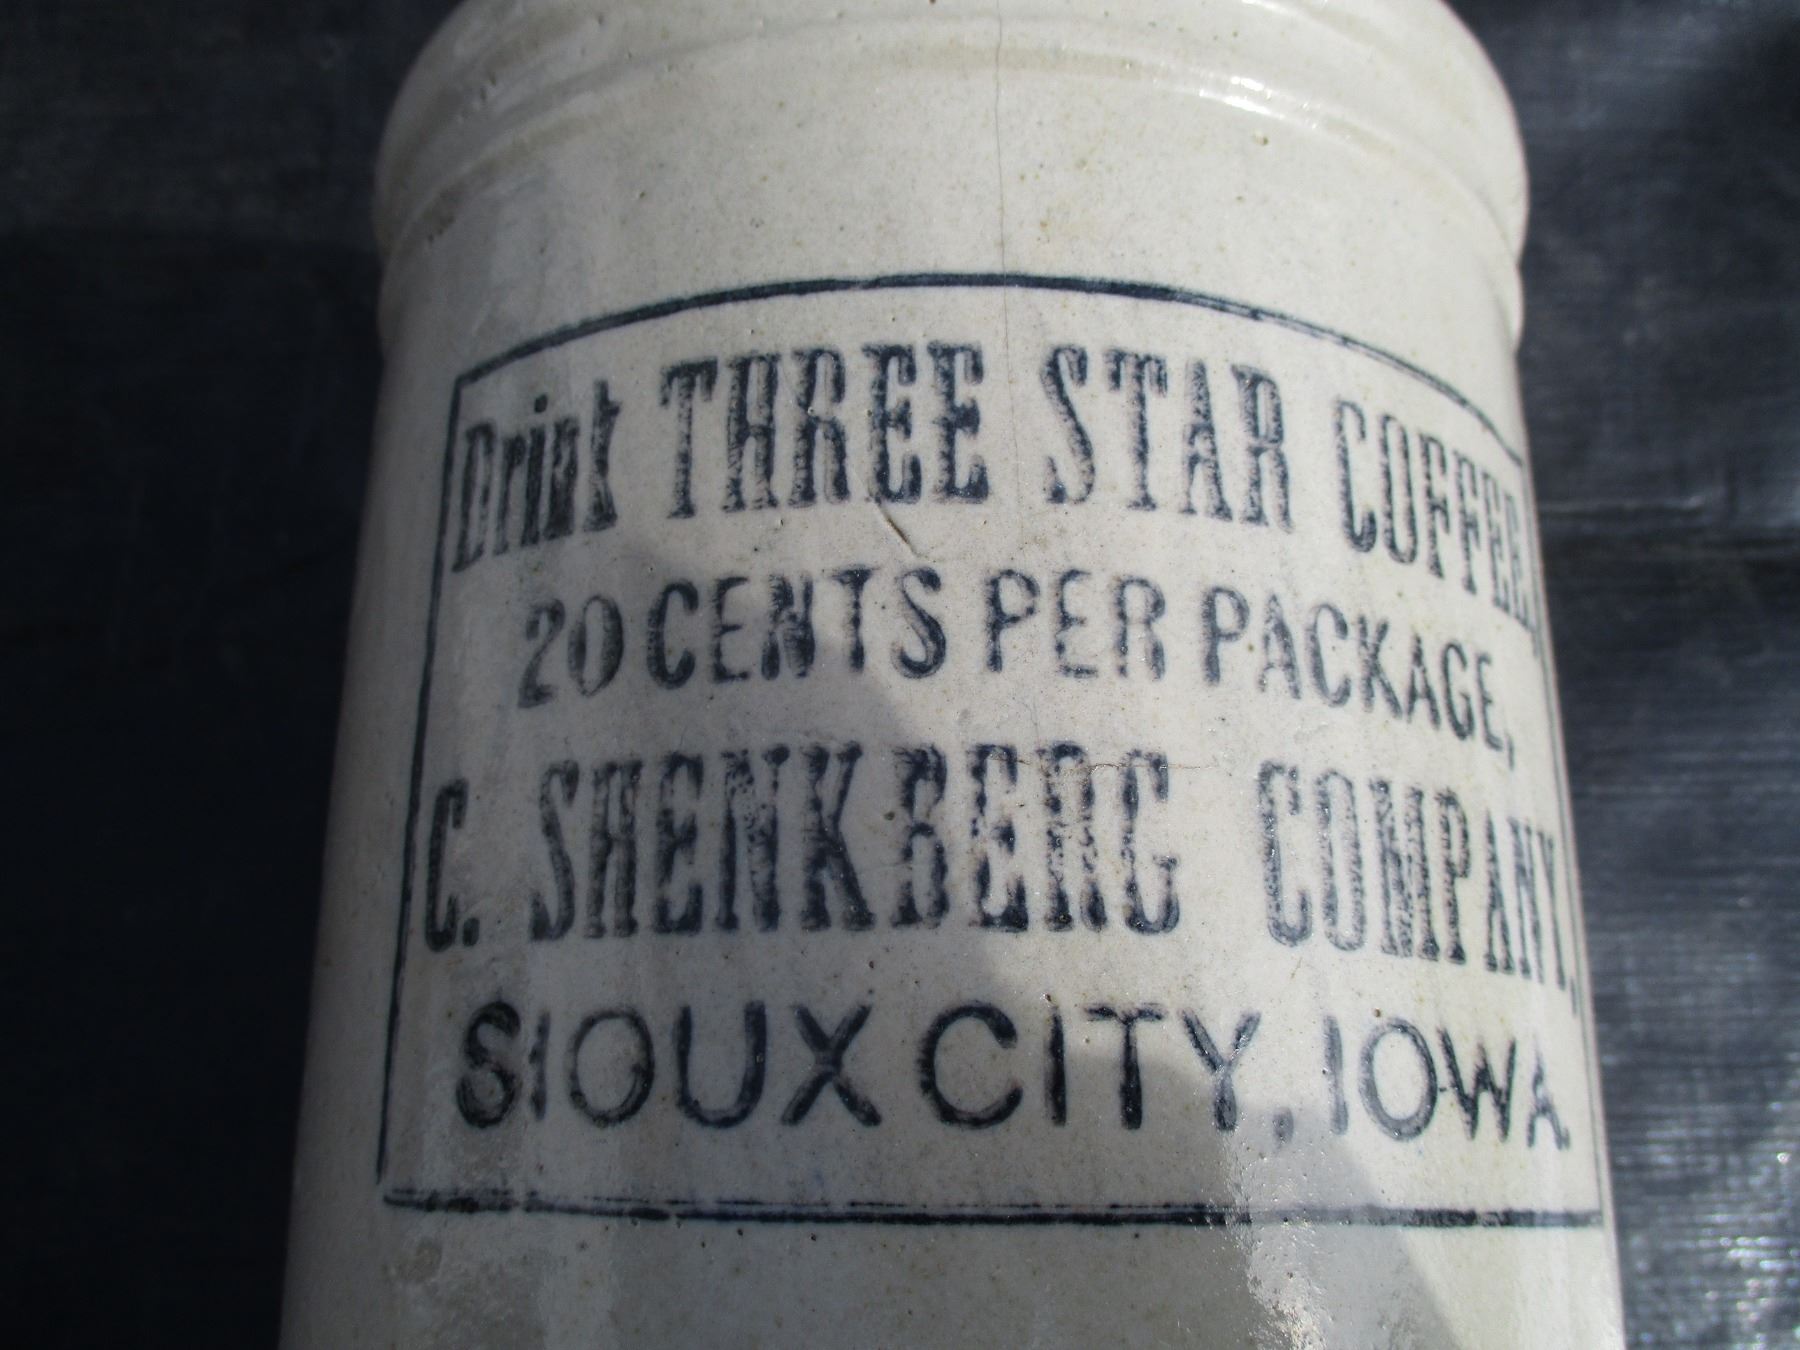 Drink THREE STAR COFFEE,
20 CENTS PER PACKAGE,
C. SHENKBERG COMPANY,
SIOUX CITY, IOWA.